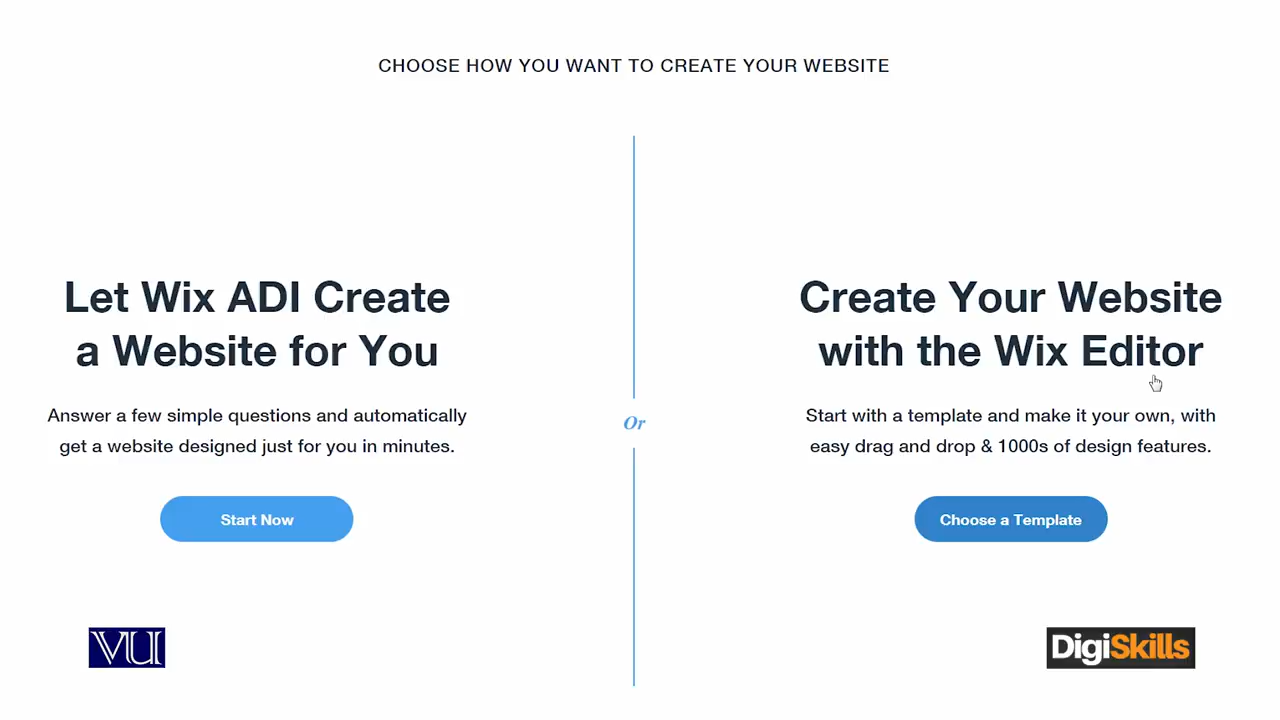 CHOOSE HOW YOU WANT TO CREATE YOUR WEBSITE
Let Wix ADI Create
a Website for You
Answer a few simple questions and automatically
get a website designed just for you in minutes.
Start Now
Or
Create Your Website
with the Wix Editor
Start with a template and make it your own, with
easy drag and drop & 1000s of design features.
Choose a Template
VU
DigiSkills